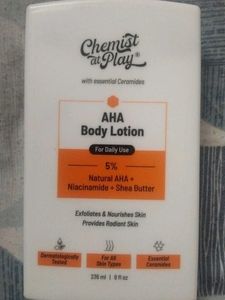 Chemist
at Play®
with essential Ceramides
AHA
Body Lotion
For Daily Use
5%
Natural AHA +
Niacinamide + Shea Butter
Exfoliates & Nourishes Skin
Provides Radiant Skin
Dermatologically
Tested
For All
Skin Types
Essential
Ceramides
236 ml | 8 fl oz